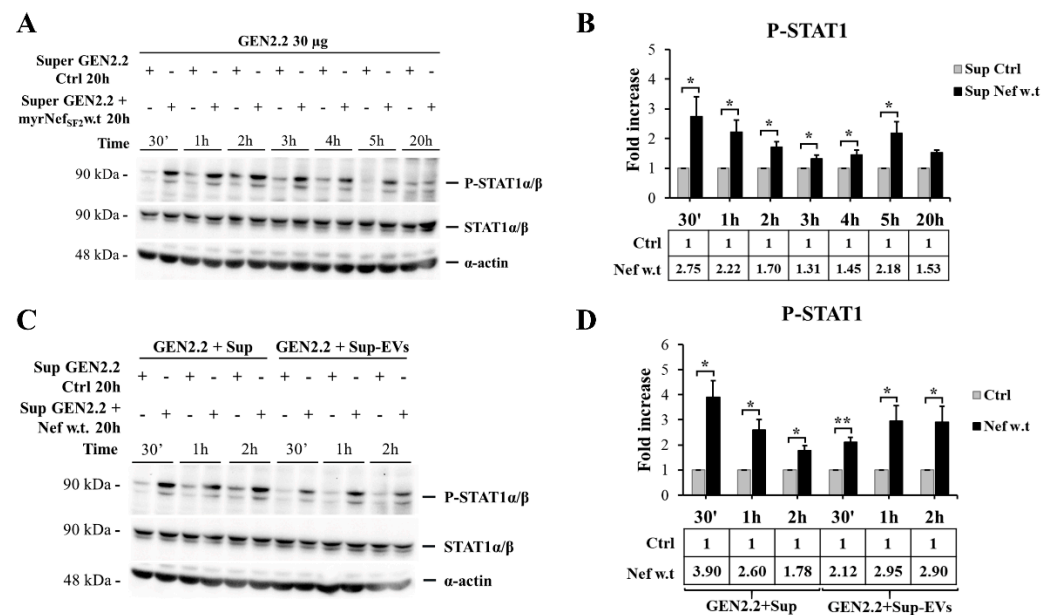 A
GEN2.2 30 µg
Super GEN2.2
Ctrl 20h
+ - + - + - + - + - + - + -
Super GEN2.2 +
myrNefSF2w.t 20h
- + - + - + - + - + - + - +
Time 30' 1h 2h 3h 4h 5h 20h
90 kDa - P-STAT1α/β
90 kDa - STAT1α/β
48 kDa - α-actin
B
P-STAT1
Fold increase
5
4
3
2
1
0
* * * * * *
Sup Ctrl
Sup Nef w.t
30' 1h 2h 3h 4h 5h 20h
Ctrl 1 1 1 1 1 1 1
Nef w.t 2.75 2.22 1.70 1.31 1.45 2.18 1.53
C
GEN2.2 + Sup GEN2.2 + Sup-EVs
Sup GEN2.2
Ctrl 20h
+ - + - + - + - + - + -
Sup GEN2.2 +
Nef w.t. 20h
- + - + - + - + - + - +
Time 30' 1h 2h 30' 1h 2h
90 kDa - P-STAT1α/β
90 kDa - STAT1α/β
48 kDa - α-actin
D
P-STAT1
Fold increase
6
5
4
3
2
1
0
* * * ** * *
Ctrl
Nef w.t
30' 1h 2h 30' 1h 2h
Ctrl 1 1 1 1 1 1
Nef w.t 3.90 2.60 1.78 2.12 2.95 2.90
GEN2.2+Sup GEN2.2+Sup-EVs